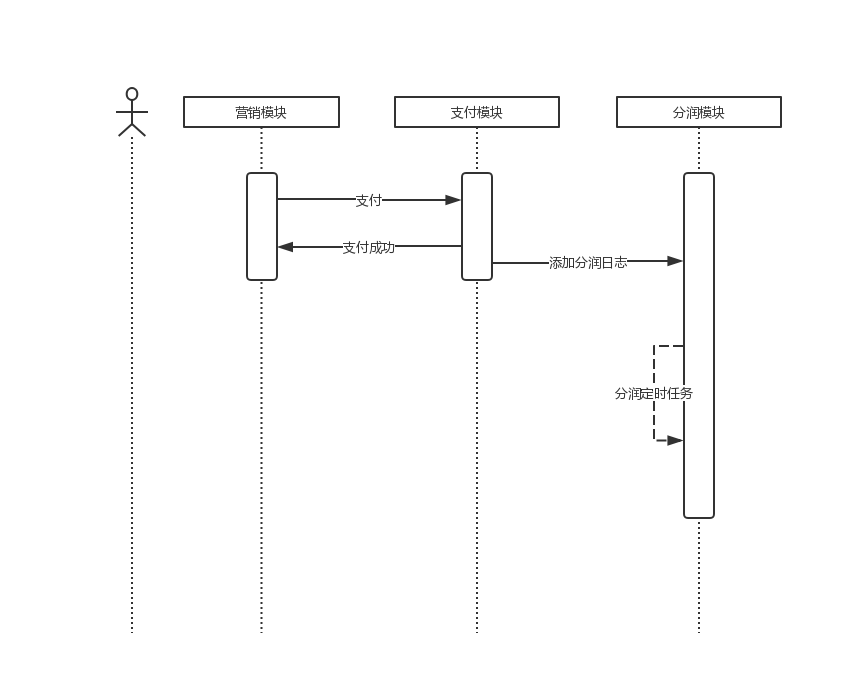 营销模块
支付模块
分润模块
支付
支付成功
添加分润日志
分润定时任务